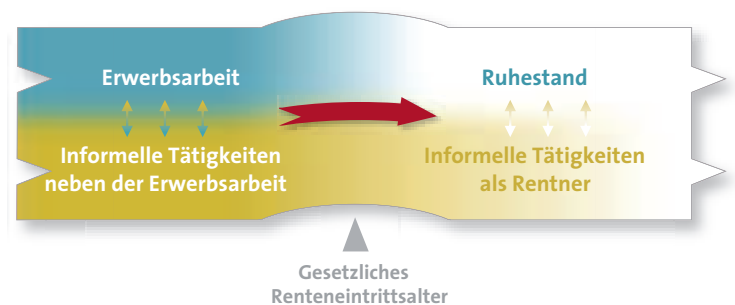 Erwerbsarbeit
Ruhestand
Informelle Tätigkeiten
neben der Erwerbsarbeit
Informelle Tätigkeiten
als Rentner
Gesetzliches
Renteneintrittsalter